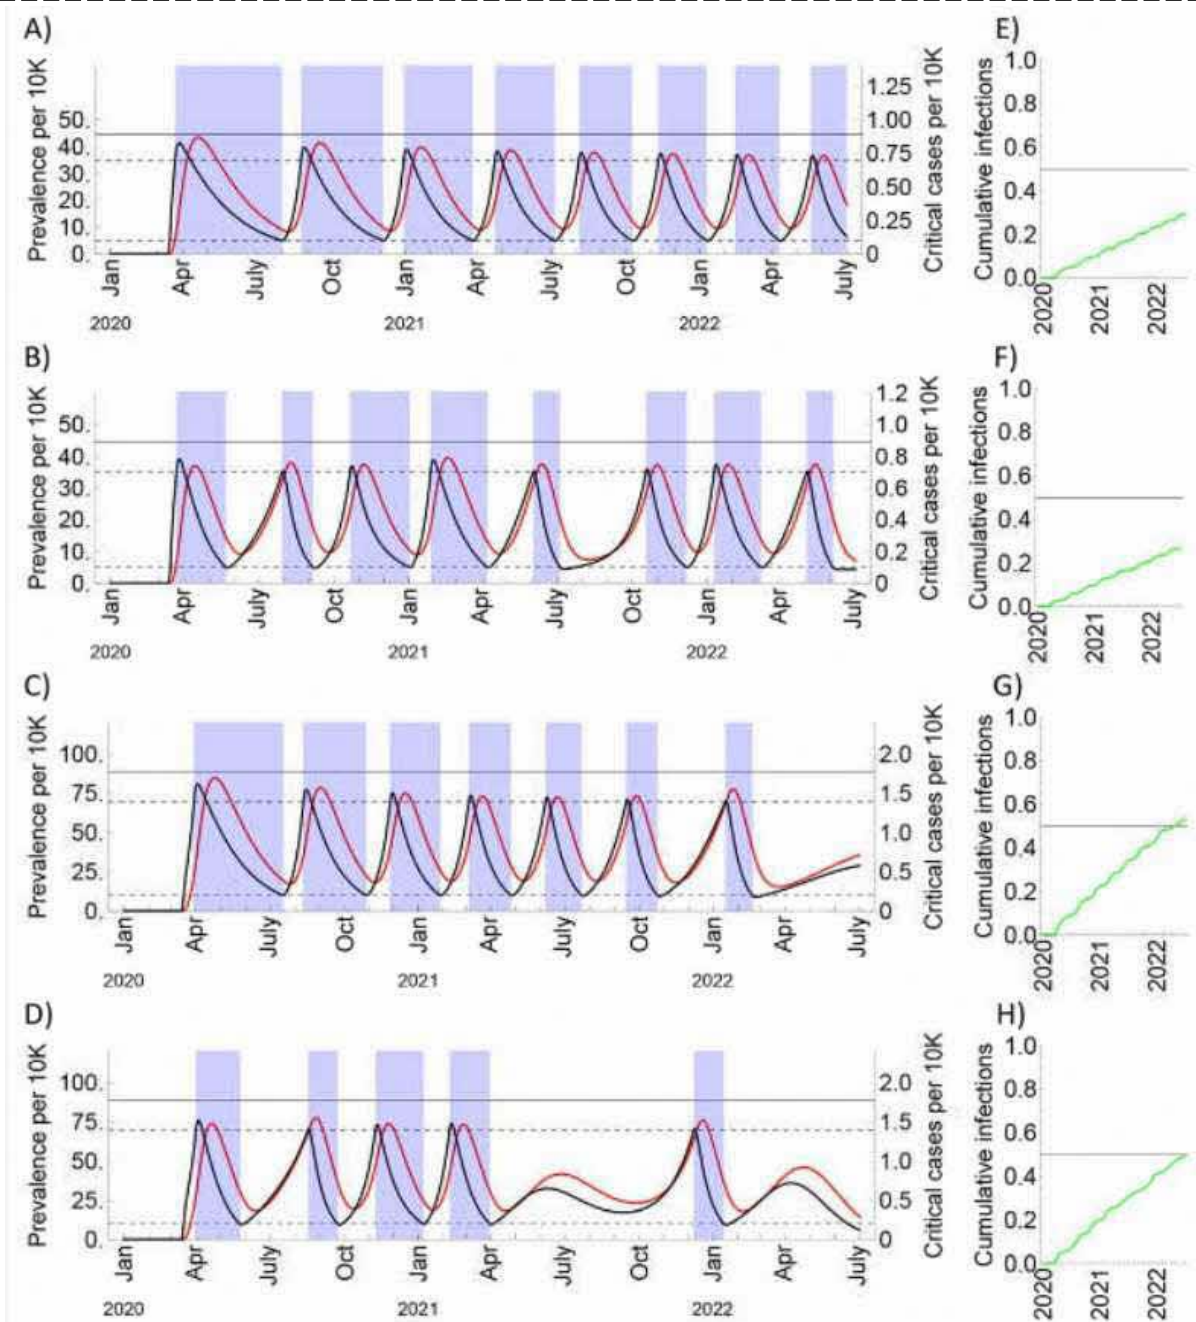 A)
Prevalence per 10K
50.
40.
30.
20.
10.
0.
1.25
1.00
0.75
0.50
0.25
0
Critical cases per 10K
Jan
Apr
July
Oct
Jan
Apr
July
Oct
Jan
Apr
July
2020
2021
2022
E)
Cumulative infections
1.0
0.8
0.6
0.4
0.2
0.0
2020
2021
2022
B)
Prevalence per 10K
50.
40.
30.
20.
10.
0.
1.2
1.0
0.8
0.6
0.4
0.2
0
Critical cases per 10K
Jan
Apr
July
Oct
Jan
Apr
July
Oct
Jan
Apr
July
2020
2021
2022
F)
Cumulative infections
1.0
0.8
0.6
0.4
0.2
0.0
2020
2021
2022
C)
Prevalence per 10K
100.
75.
50.
25.
0.
2.0
1.5
1.0
0.5
0
Critical cases per 10K
Jan
Apr
July
Oct
Jan
Apr
July
Oct
Jan
Apr
July
2020
2021
2022
G)
Cumulative infections
1.0
0.8
0.6
0.4
0.2
0.0
2020
2021
2022
D)
Prevalence per 10K
100.
75.
50.
25.
0.
2.0
1.5
1.0
0.5
0
Critical cases per 10K
Jan
Apr
July
Oct
Jan
Apr
July
Oct
Jan
Apr
July
2020
2021
2022
H)
Cumulative infections
1.0
0.8
0.6
0.4
0.2
0.0
2020
2021
2022